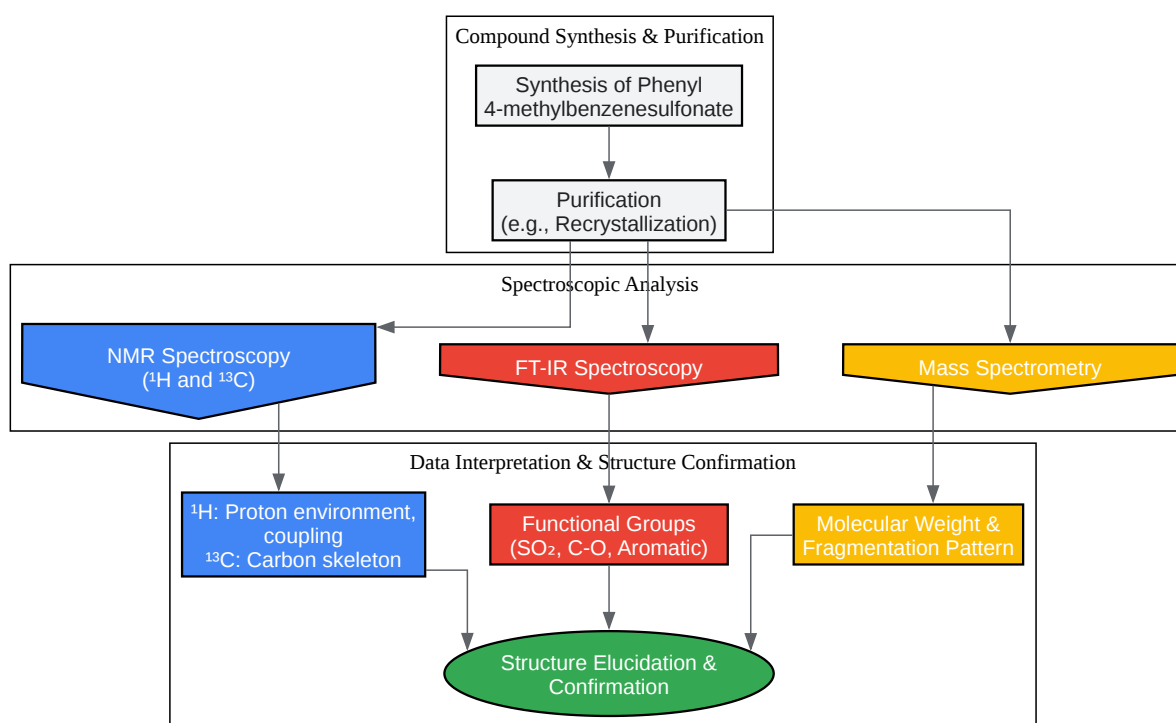 Compound Synthesis & Purification
Synthesis of Phenyl
4-methylbenzenesulfonate
Purification
(e.g., Recrystallization)
Spectroscopic Analysis
NMR Spectroscopy
(¹H and ¹³C)
FT-IR Spectroscopy
Mass Spectrometry
Data Interpretation & Structure Confirmation
¹H: Proton environment,
coupling
¹³C: Carbon skeleton
Functional Groups
(SO₂, C-O, Aromatic)
Molecular Weight &
Fragmentation Pattern
Structure Elucidation &
Confirmation